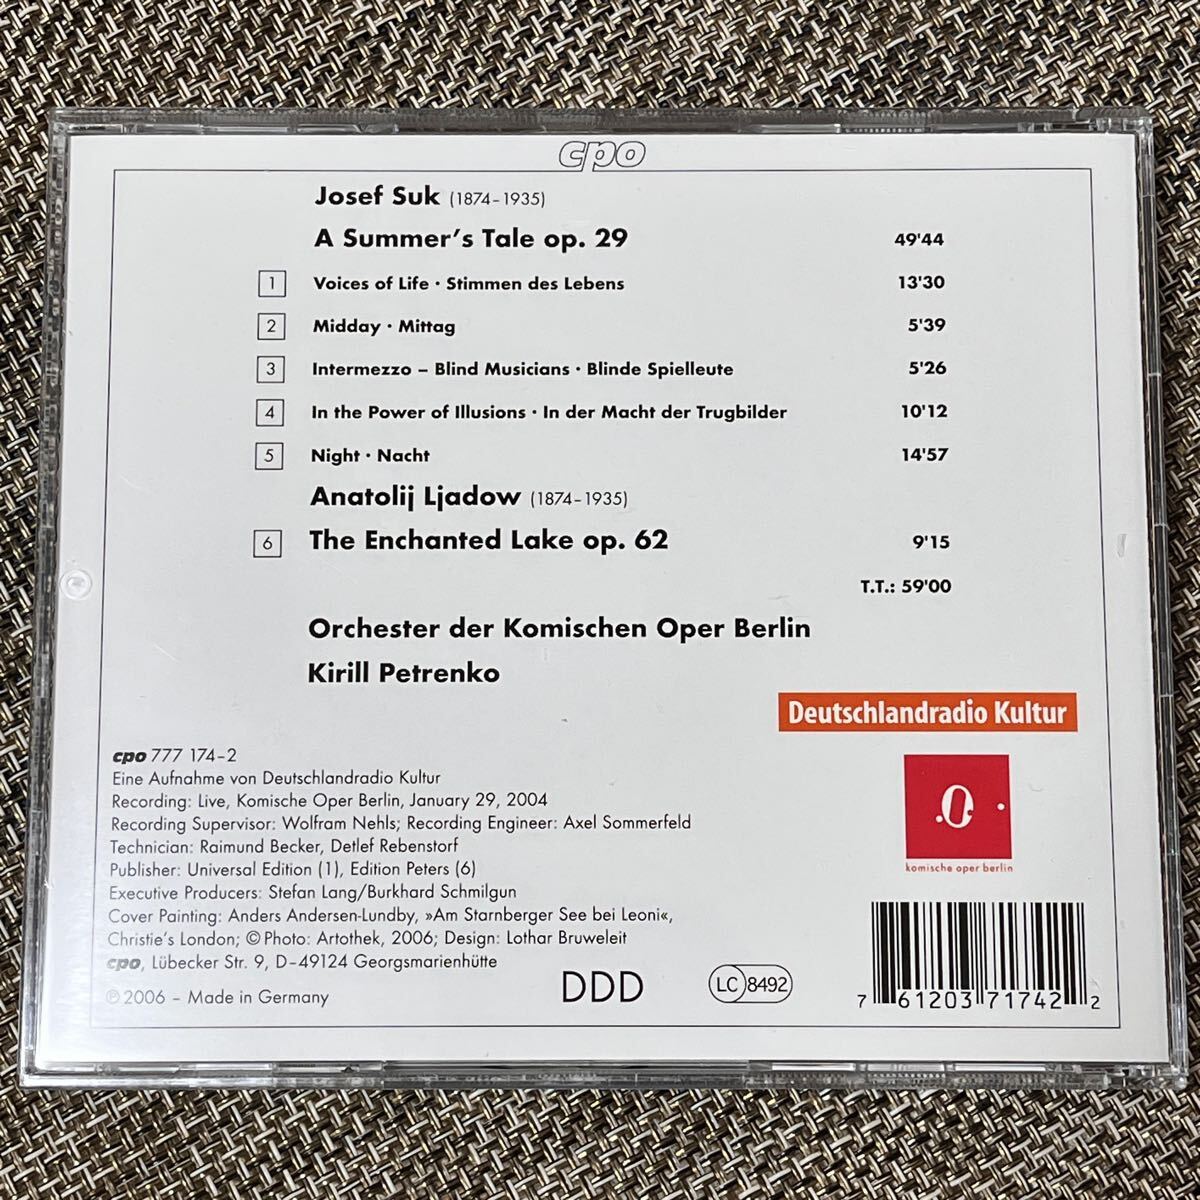 cpo
Josef Suk (1874–1935)
A Summer's Tale op. 29 49'44
1 Voices of Life · Stimmen des Lebens 13'30
2 Midday · Mittag 5'39
3 Intermezzo – Blind Musicians · Blinde Spielleute 5'26
4 In the Power of Illusions · In der Macht der Trugbilder 10'12
5 Night · Nacht 14'57
Anatolij Ljadow (1874–1935)
6 The Enchanted Lake op. 62 9'15
T.T.: 59'00
Orchester der Komischen Oper Berlin
Kirill Petrenko
Deutschlandradio Kultur
cpo 777 174–2
Eine Aufnahme von Deutschlandradio Kultur
Recording: Live, Komische Oper Berlin, January 29, 2004
Recording Supervisor: Wolfram Nehls; Recording Engineer: Axel Sommerfeld
Technician: Raimund Becker, Detlef Rebenstorf
Publisher: Universal Edition (1), Edition Peters (6)
Executive Producers: Stefan Lang/Burkhard Schmilgun
Cover Painting: Anders Andersen-Lundby, »Am Starnberger See bei Leoni«,
Christie's London; © Photo: Artothek, 2006; Design: Lothar Bruweleit
cpo, Lübecker Str. 9, D–49124 Georgsmarienhütte
℗ 2006 – Made in Germany
DDD
LC 8492
.O.
komische oper berlin
7 61203 71742 2